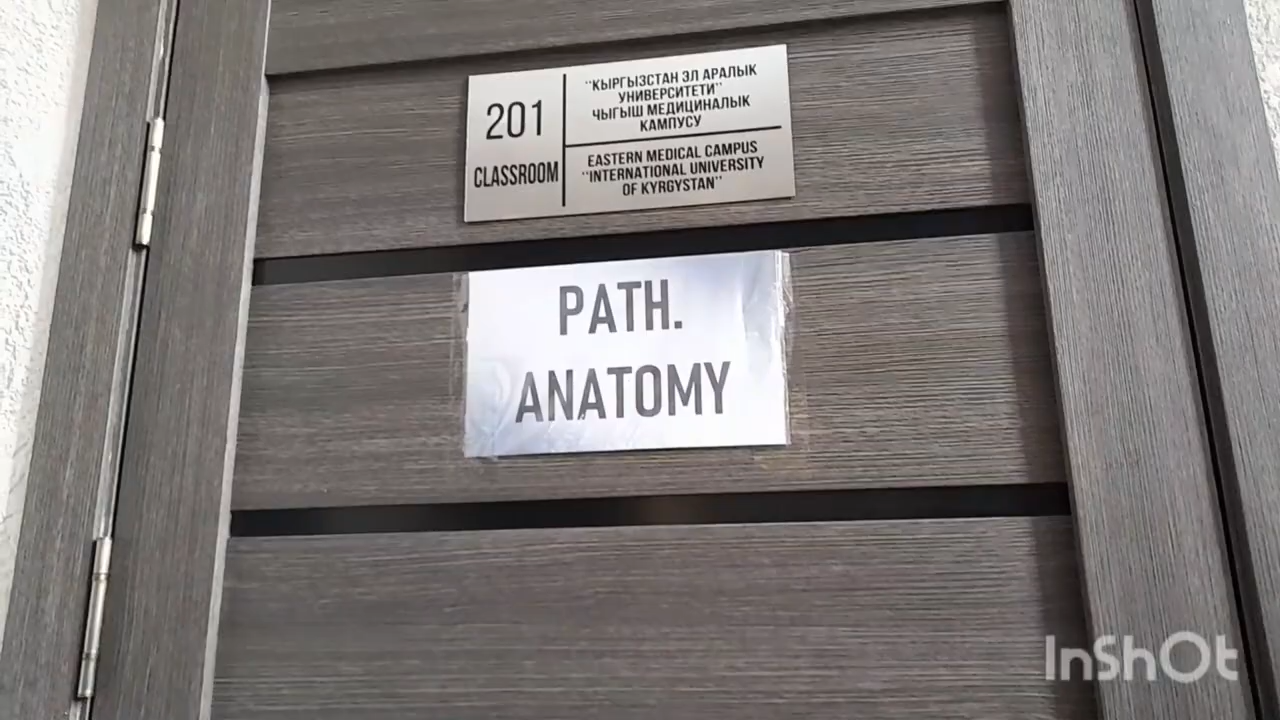 201
CLASSROOM
"КЫРГЫЗСТАН ЭЛ АРАЛЫК
УНИВЕРСИТЕТИ"
ЧЫГЫШ МЕДИЦИНАЛЫК
КАМПУСУ
EASTERN MEDICAL CAMPUS
"INTERNATIONAL UNIVERSITY
OF KYRGYSTAN"
PATH.
ANATOMY
InShOt